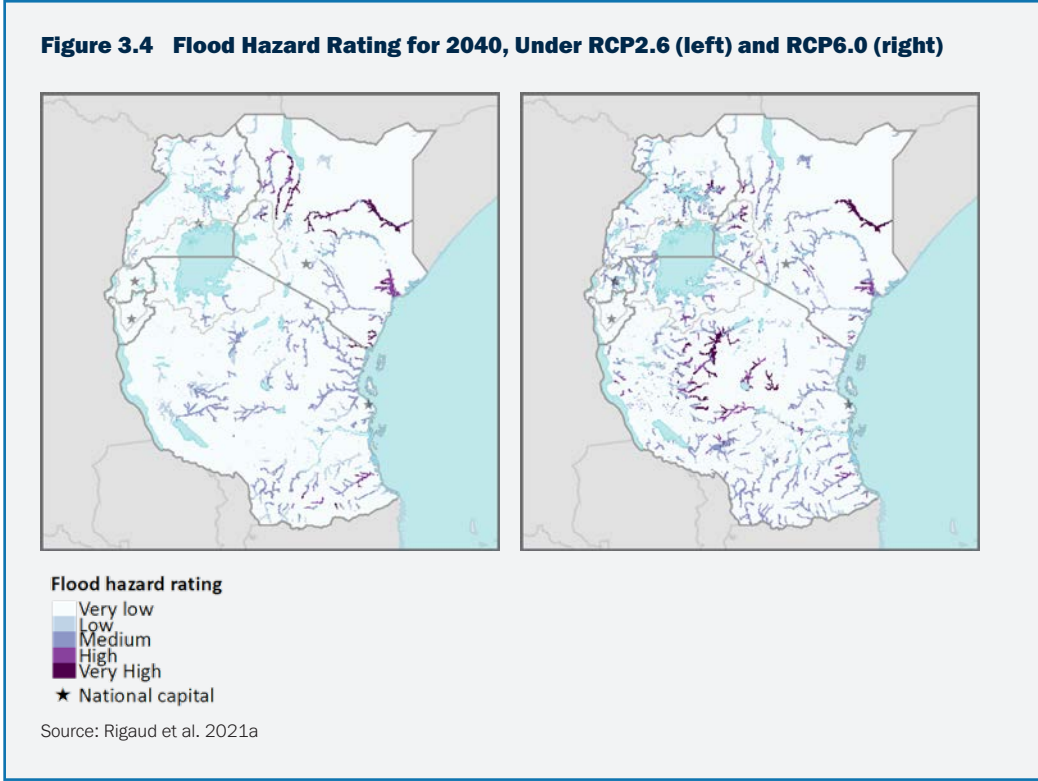 Figure 3.4 Flood Hazard Rating for 2040, Under RCP2.6 (left) and RCP6.0 (right)
Flood hazard rating
Very low
Low
Medium
High
Very High
★ National capital
Source: Rigaud et al. 2021a